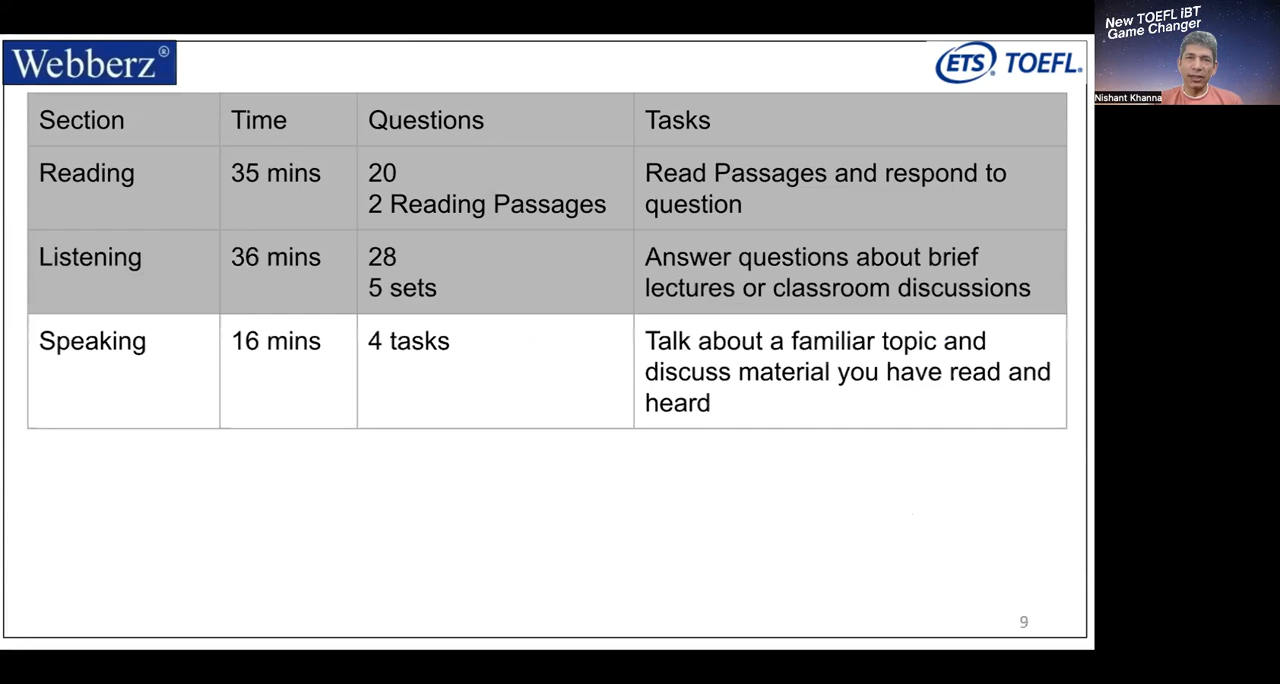 New TOEFL iBT
Game Changer
Nishant Khanna
Webberz®
ETS® TOEFL®
Section Time Questions Tasks
Reading 35 mins 20 Read Passages and respond to
2 Reading Passages question
Listening 36 mins 28 Answer questions about brief
5 sets lectures or classroom discussions
Speaking 16 mins 4 tasks Talk about a familiar topic and
discuss material you have read and
heard
9